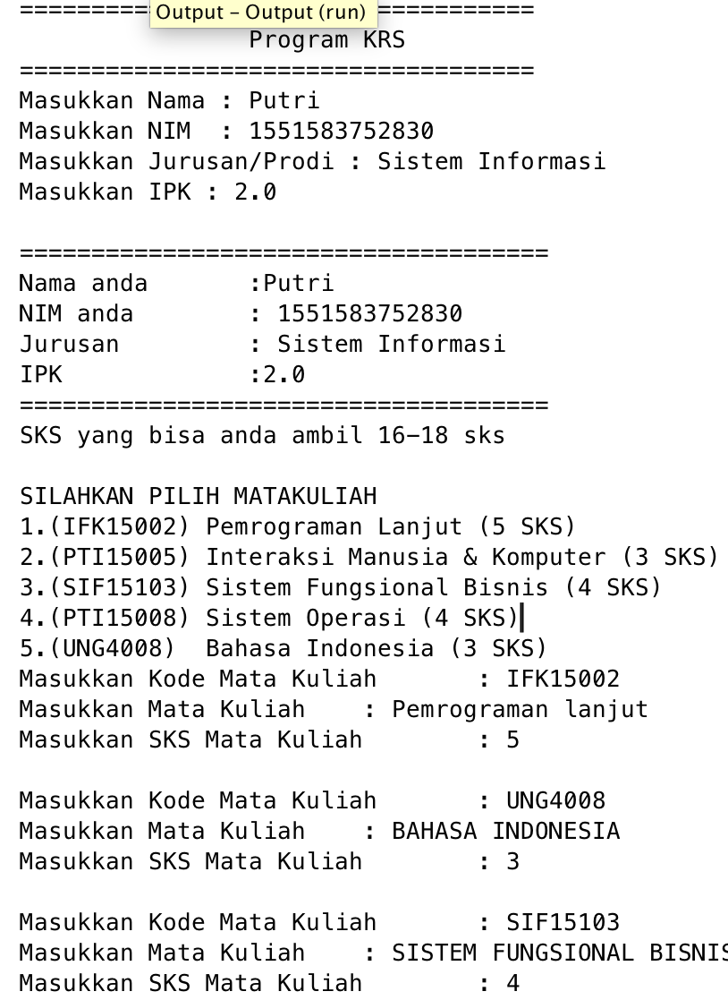 ====================================
Output – Output (run)
Program KRS
====================================
Masukkan Nama : Putri
Masukkan NIM  : 1551583752830
Masukkan Jurusan/Prodi : Sistem Informasi
Masukkan IPK : 2.0
=====================================
Nama anda       :Putri
NIM anda        : 1551583752830
Jurusan         : Sistem Informasi
IPK             :2.0
=====================================
SKS yang bisa anda ambil 16–18 sks
SILAHKAN PILIH MATAKULIAH
1.(IFK15002) Pemrograman Lanjut (5 SKS)
2.(PTI15005) Interaksi Manusia & Komputer (3 SKS)
3.(SIF15103) Sistem Fungsional Bisnis (4 SKS)
4.(PTI15008) Sistem Operasi (4 SKS)
5.(UNG4008)  Bahasa Indonesia (3 SKS)
Masukkan Kode Mata Kuliah       : IFK15002
Masukkan Mata Kuliah    : Pemrograman lanjut
Masukkan SKS Mata Kuliah        : 5
Masukkan Kode Mata Kuliah       : UNG4008
Masukkan Mata Kuliah    : BAHASA INDONESIA
Masukkan SKS Mata Kuliah        : 3
Masukkan Kode Mata Kuliah       : SIF15103
Masukkan Mata Kuliah    : SISTEM FUNGSIONAL BISNIS
Masukkan SKS Mata Kuliah        : 4